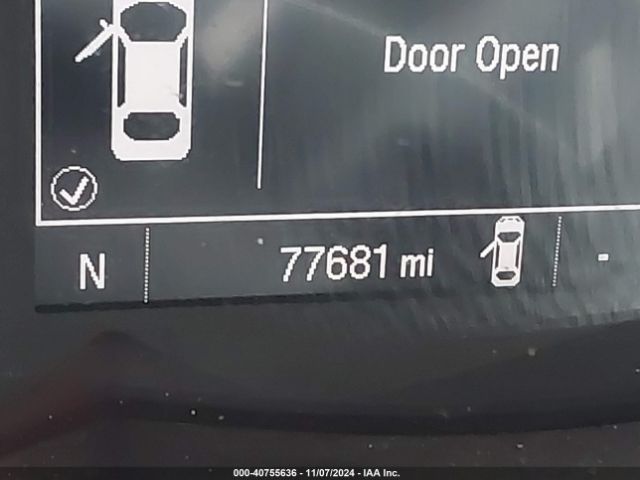 Door Open
N 77681 mi -
000-40755636 - 11/07/2024 - IAA Inc.